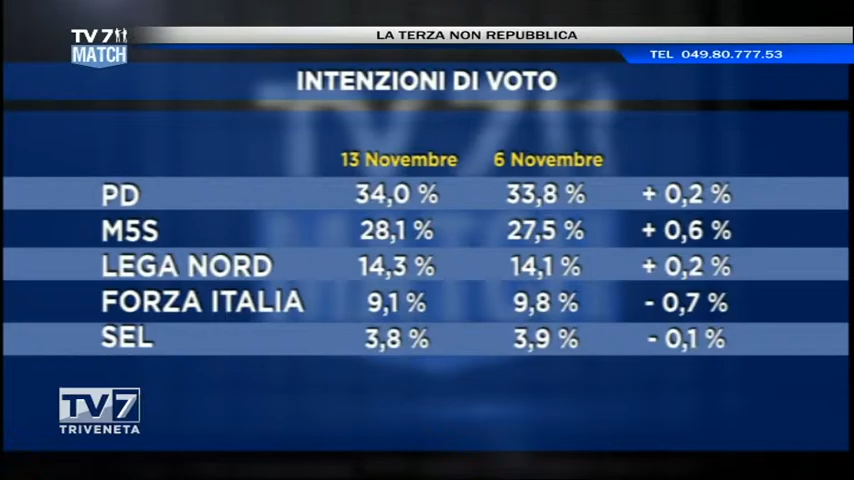 TV7
MATCH
LA TERZA NON REPUBBLICA
TEL 049.80.777.53
INTENZIONI DI VOTO
13 Novembre 6 Novembre
PD 34,0 % 33,8 % + 0,2 %
M5S 28,1 % 27,5 % + 0,6 %
LEGA NORD 14,3 % 14,1 % + 0,2 %
FORZA ITALIA 9,1 % 9,8 % - 0,7 %
SEL 3,8 % 3,9 % - 0,1 %
TV7
TRIVENETA